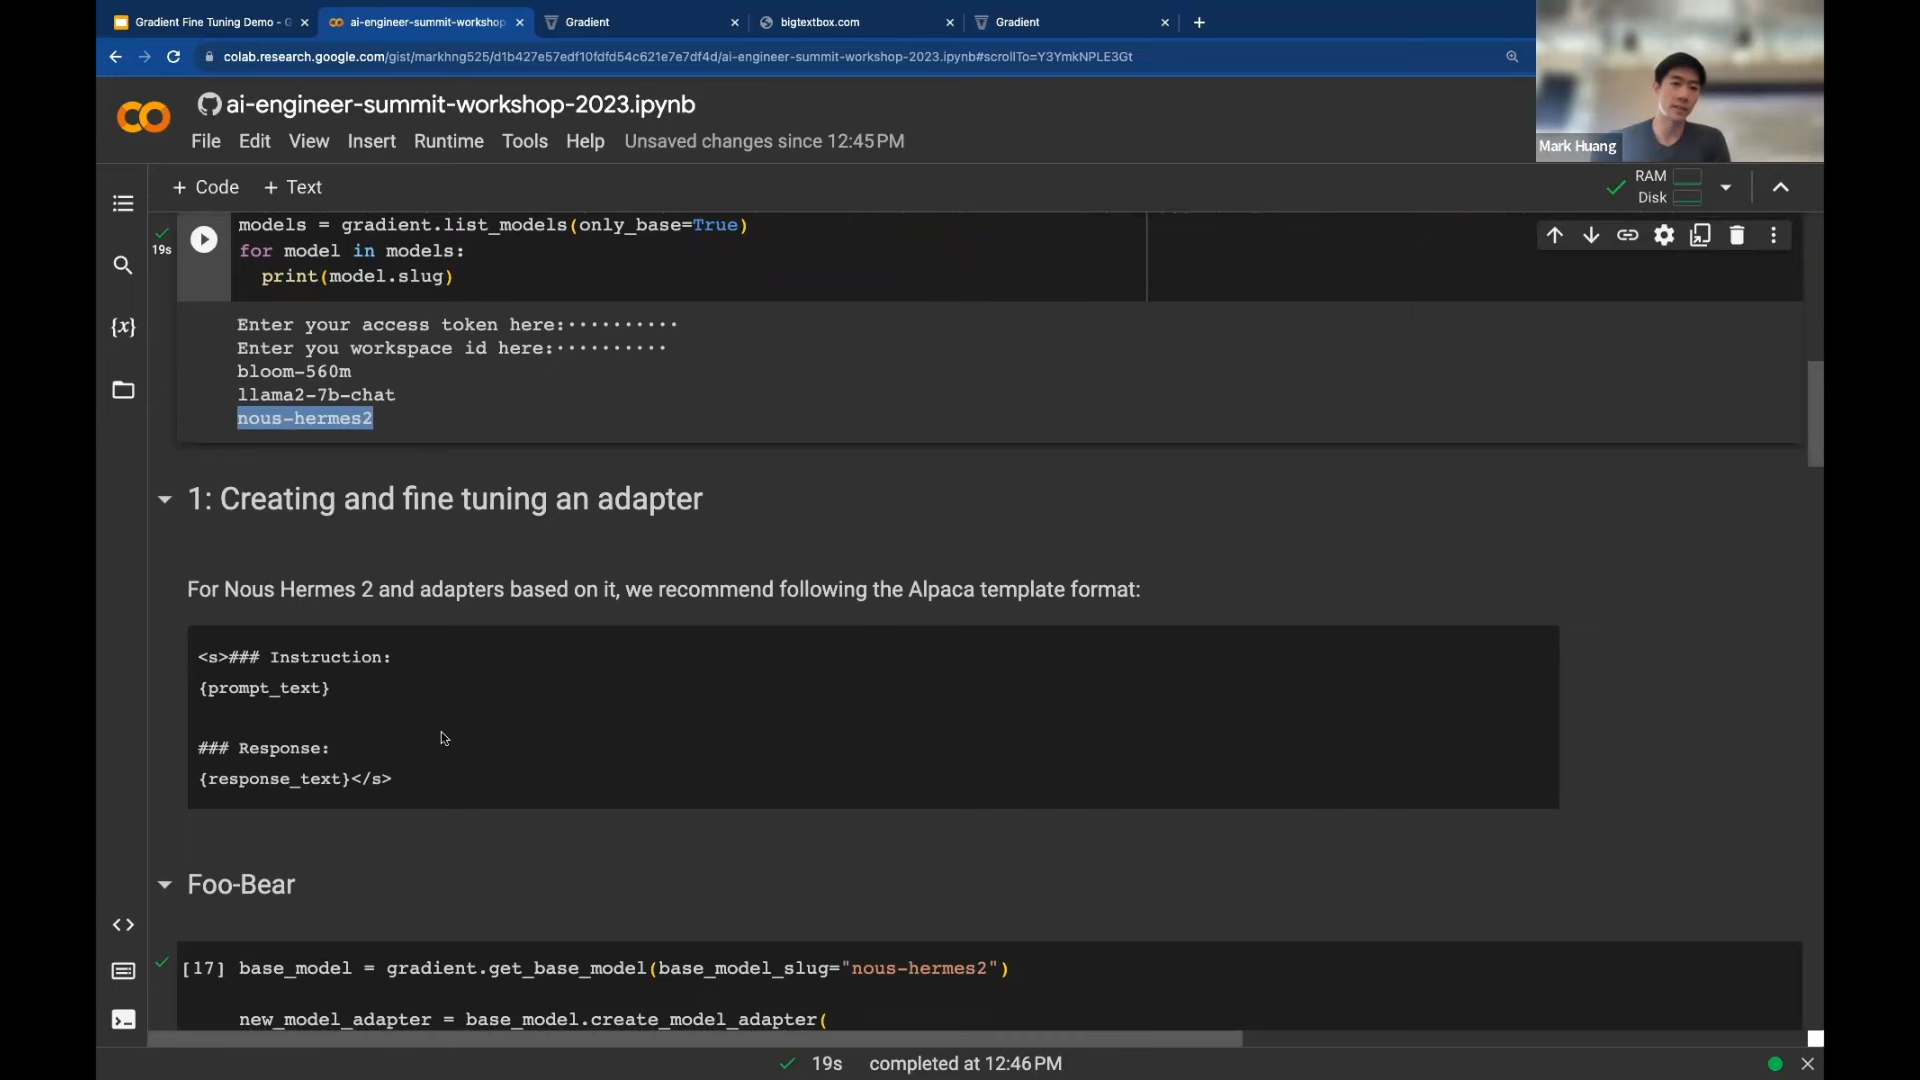 Gradient Fine Tuning Demo - G
ai-engineer-summit-workshop
Gradient
bigtextbox.com
Gradient
colab.research.google.com/gist/markhng525/d1b427e57edf10fdfd54c621e7e7df4d/ai-engineer-summit-workshop-2023.ipynb#scrollTo=Y3YmkNPLE3Gt
ai-engineer-summit-workshop-2023.ipynb
File Edit View Insert Runtime Tools Help Unsaved changes since 12:45 PM
Mark Huang
+ Code + Text
RAM
Disk
19s
models = gradient.list_models(only_base=True)
for model in models:
print(model.slug)
Enter your access token here:··········
Enter you workspace id here:··········
bloom-560m
llama2-7b-chat
nous-hermes2
1: Creating and fine tuning an adapter
For Nous Hermes 2 and adapters based on it, we recommend following the Alpaca template format:
<s>### Instruction:
{prompt_text}
### Response:
{response_text}</s>
Foo-Bear
[17] base_model = gradient.get_base_model(base_model_slug="nous-hermes2")
new_model_adapter = base_model.create_model_adapter(
19s completed at 12:46 PM